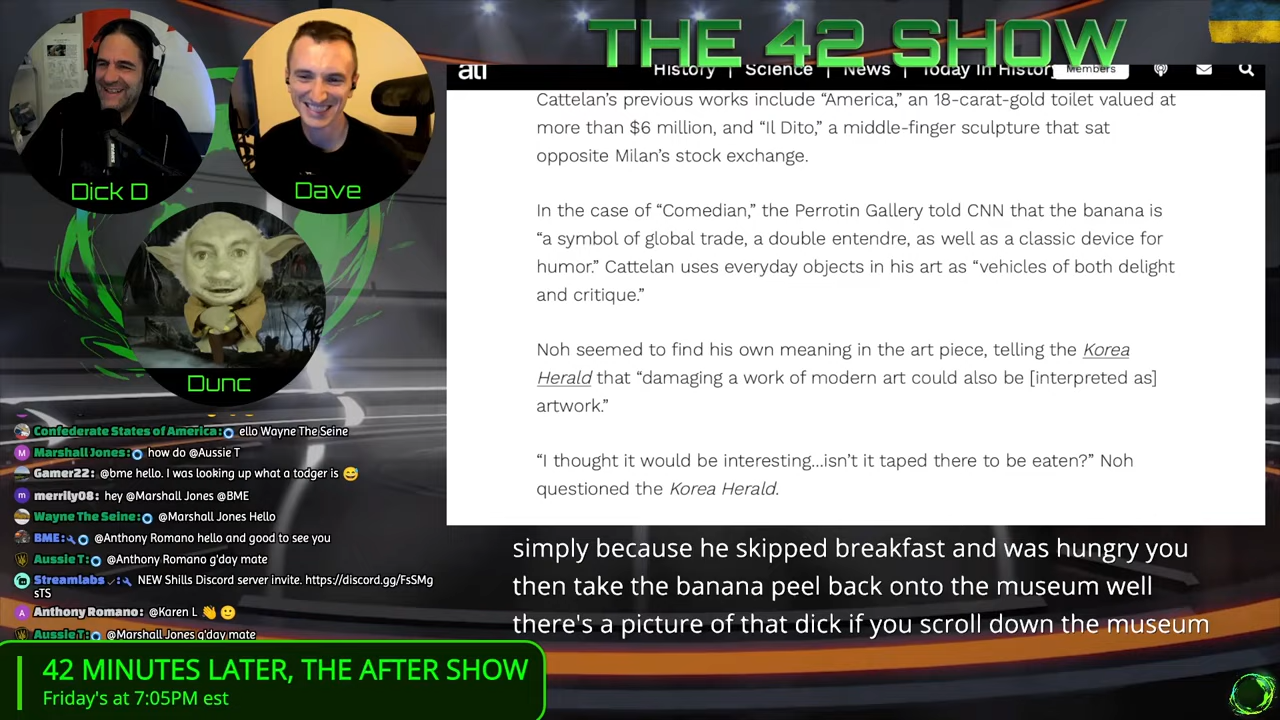 THE 42 SHOW
ati
History | Science | News | Today In History
Members
Cattelan’s previous works include “America,” an 18-carat-gold toilet valued at
more than $6 million, and “Il Dito,” a middle-finger sculpture that sat
opposite Milan’s stock exchange.
In the case of “Comedian,” the Perrotin Gallery told CNN that the banana is
“a symbol of global trade, a double entendre, as well as a classic device for
humor.” Cattelan uses everyday objects in his art as “vehicles of both delight
and critique.”
Noh seemed to find his own meaning in the art piece, telling the Korea
Herald that “damaging a work of modern art could also be [interpreted as]
artwork.”
“I thought it would be interesting...isn’t it taped there to be eaten?” Noh
questioned the Korea Herald.
Dick D
Dave
Dunc
Confederate States of America: ello Wayne The Seine
M Marshall Jones: how do @Aussie T
Gamer22: @bme hello. I was looking up what a todger is 😅
m merrily08: hey @Marshall Jones @BME
Wayne The Seine: @Marshall Jones Hello
BME: @Anthony Romano hello and good to see you
Aussie T: @Anthony Romano g'day mate
Streamlabs: NEW Shills Discord server invite. https://discord.gg/FsSMg
sTS
A Anthony Romano: @Karen L 👋 🙂
Aussie T: @Marshall Jones g'day mate
simply because he skipped breakfast and was hungry you
then take the banana peel back onto the museum well
there's a picture of that dick if you scroll down the museum
42 MINUTES LATER, THE AFTER SHOW
Friday's at 7:05PM est